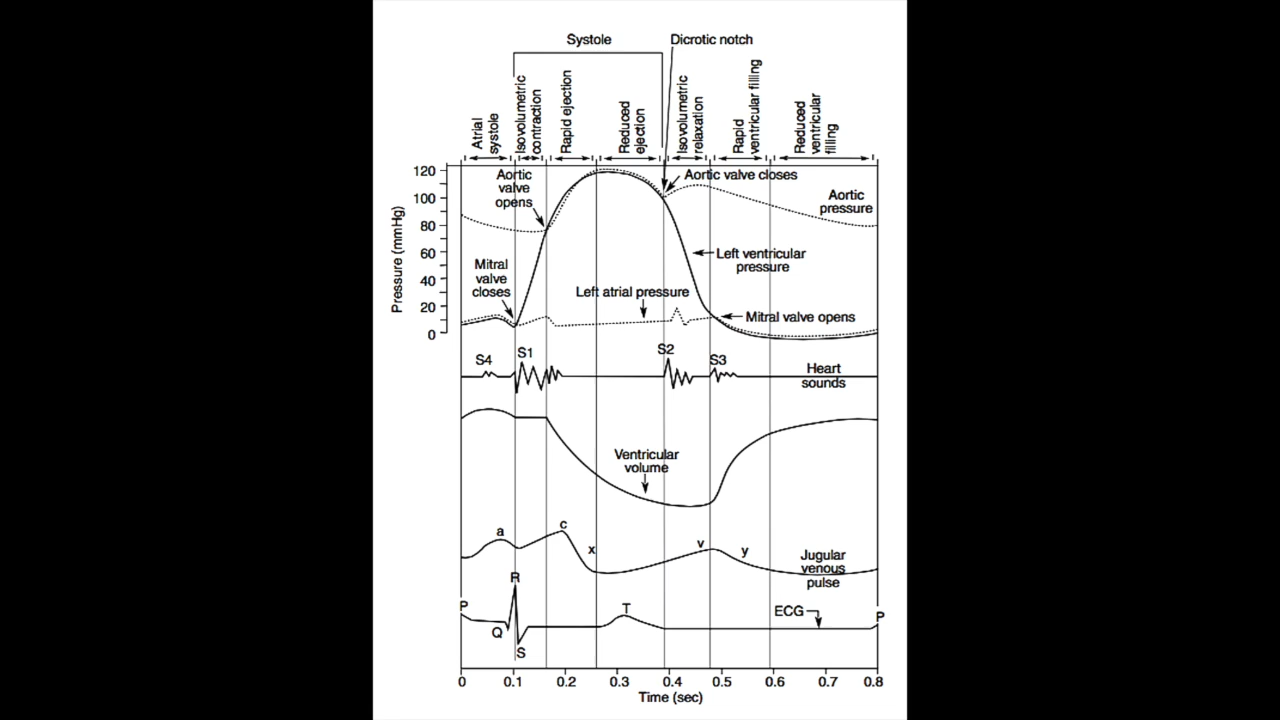 Systole
Dicrotic notch
Atrial
systole
Isovolumetric
contraction
Rapid ejection
Reduced
ejection
Isovolumetric
relaxation
Rapid
ventricular filling
Reduced
ventricular
filling
Pressure (mmHg)
120
100
80
60
40
20
0
Aortic
valve
opens
Aortic valve closes
Aortic
pressure
Mitral
valve
closes
Left ventricular
pressure
Left atrial pressure
Mitral valve opens
S4
S1
S2
S3
Heart
sounds
Ventricular
volume
a
c
x
v
y
Jugular
venous
pulse
P
Q
R
S
T
ECG
P
0 0.1 0.2 0.3 0.4 0.5 0.6 0.7 0.8
Time (sec)